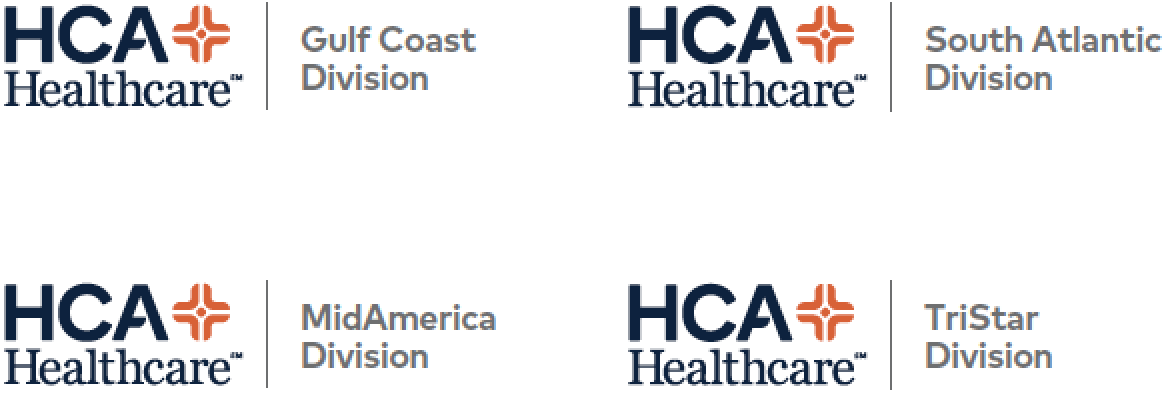 HCA
Healthcare℠
Gulf Coast
Division
HCA
Healthcare℠
South Atlantic
Division
HCA
Healthcare℠
MidAmerica
Division
HCA
Healthcare℠
TriStar
Division